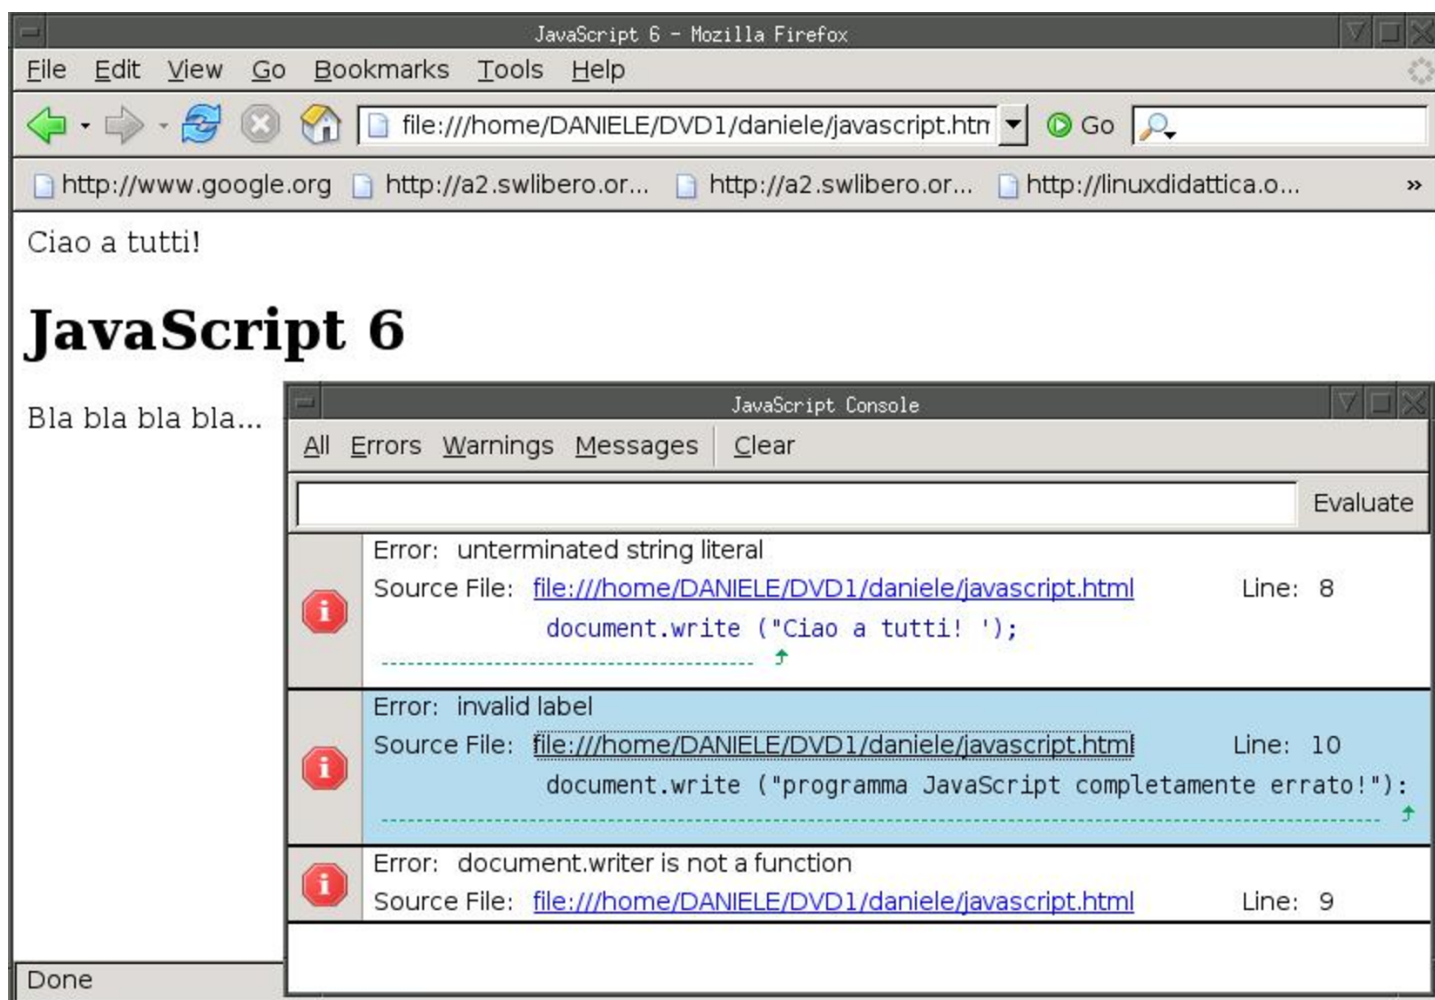 JavaScript 6 - Mozilla Firefox
File Edit View Go Bookmarks Tools Help
file:///home/DANIELE/DVD1/daniele/javascript.htm Go
http://www.google.org http://a2.swlibero.or... http://a2.swlibero.or... http://linuxdidattica.o... »
Ciao a tutti!
JavaScript 6
Bla bla bla bla...
JavaScript Console
All Errors Warnings Messages Clear
Evaluate
Error: unterminated string literal
Source File: file:///home/DANIELE/DVD1/daniele/javascript.html Line: 8
document.write ("Ciao a tutti! ');
Error: invalid label
Source File: file:///home/DANIELE/DVD1/daniele/javascript.html Line: 10
document.write ("programma JavaScript completamente errato!"):
Error: document.writer is not a function
Source File: file:///home/DANIELE/DVD1/daniele/javascript.html Line: 9
Done